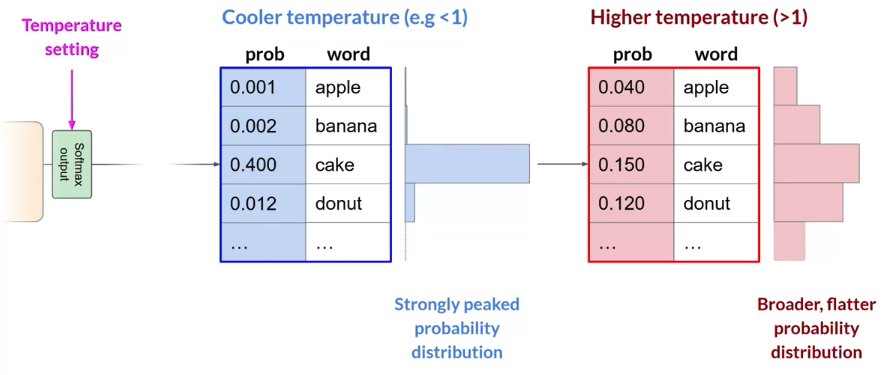 Temperature
setting
Softmax
output
Cooler temperature (e.g <1)
prob word
0.001 apple
0.002 banana
0.400 cake
0.012 donut
... ...
Strongly peaked
probability
distribution
Higher temperature (>1)
prob word
0.040 apple
0.080 banana
0.150 cake
0.120 donut
... ...
Broader, flatter
probability
distribution